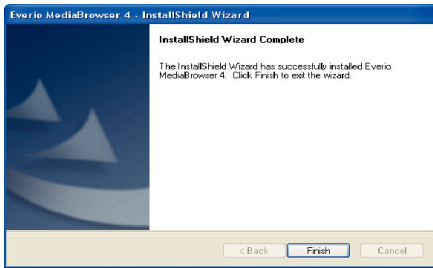 Everio MediaBrowser 4 - InstallShield Wizard
InstallShield Wizard Complete
The InstallShield Wizard has successfully installed Everio
MediaBrowser 4. Click Finish to exit the wizard.
< Back Finish Cancel